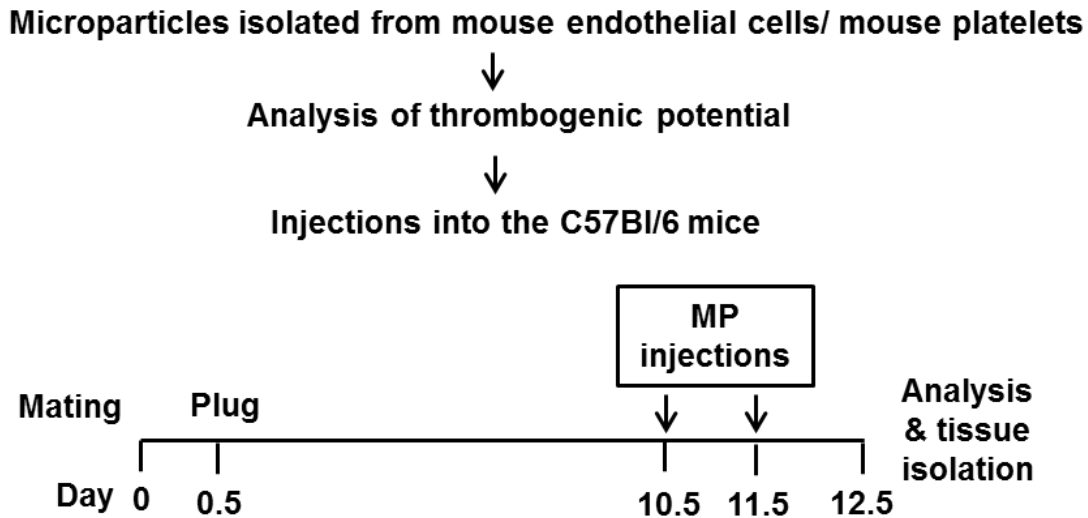 Microparticles isolated from mouse endothelial cells/ mouse platelets
Analysis of thrombogenic potential
Injections into the C57Bl/6 mice
MP
injections
Mating
Plug
Analysis
& tissue
isolation
Day 0 0.5 10.5 11.5 12.5